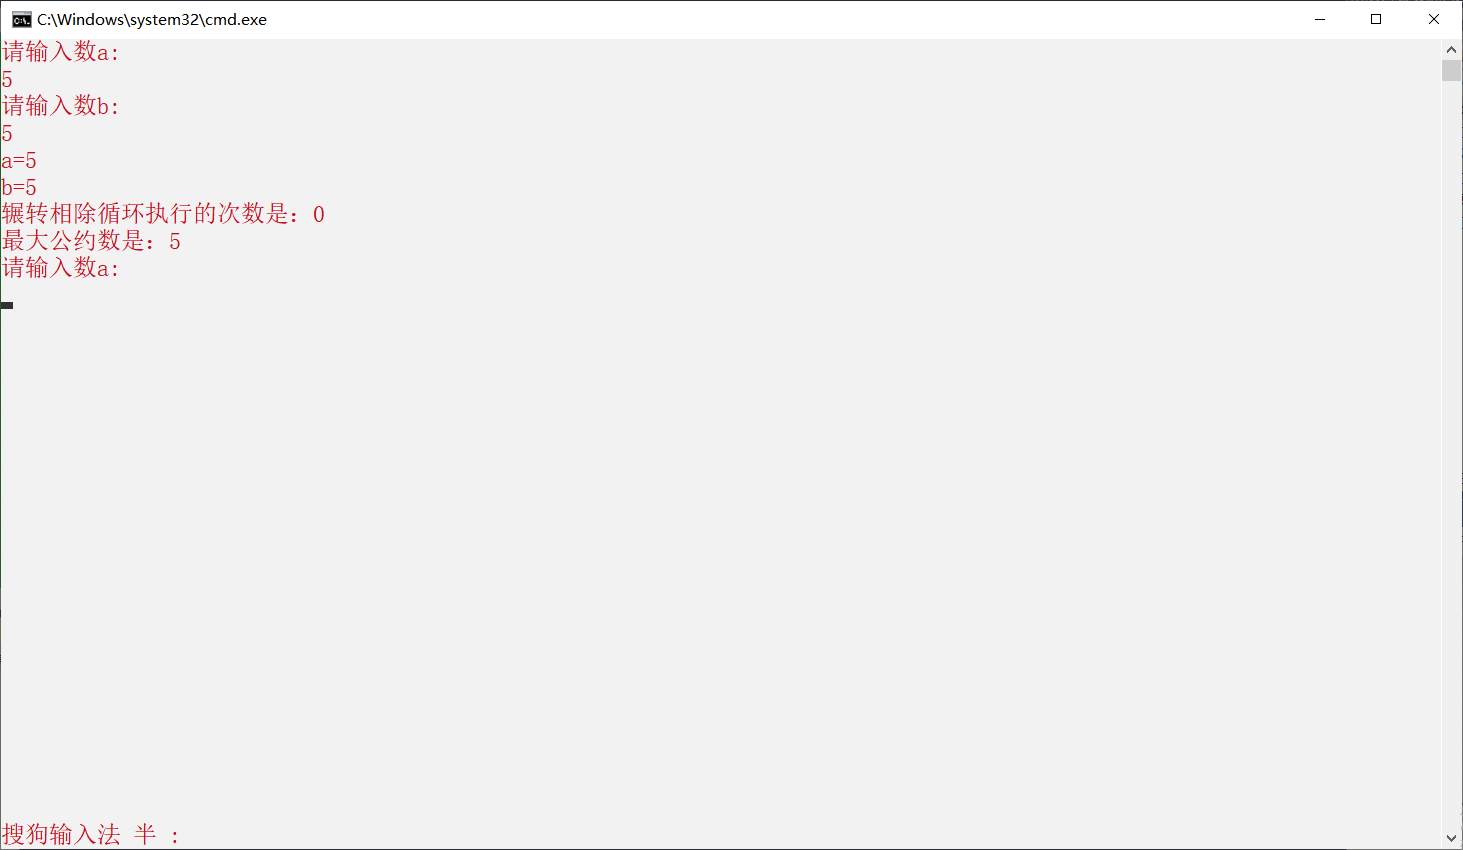 C:\Windows\system32\cmd.exe
请输入数a:
5
请输入数b:
5
a=5
b=5
辗转相除循环执行的次数是：0
最大公约数是：5
请输入数a:
搜狗输入法 半 :